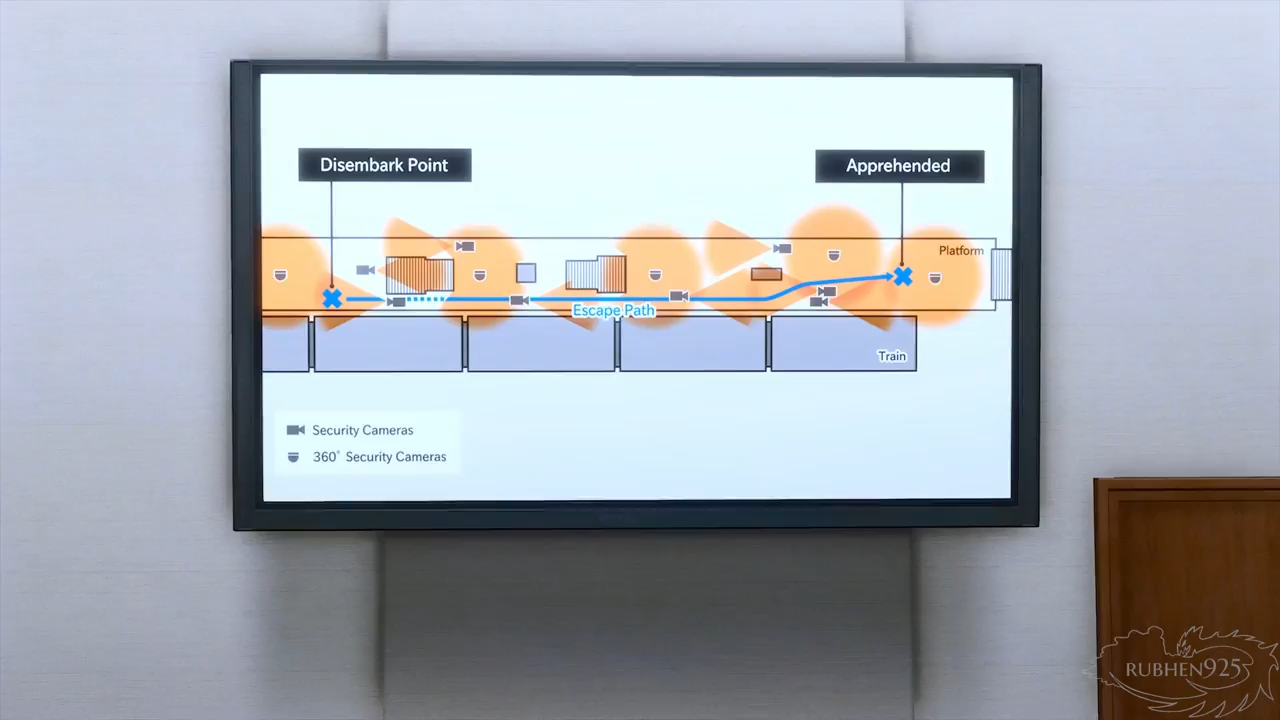 Disembark Point
Apprehended
Platform
Escape Path
Train
Security Cameras
360° Security Cameras
RUBHEN925